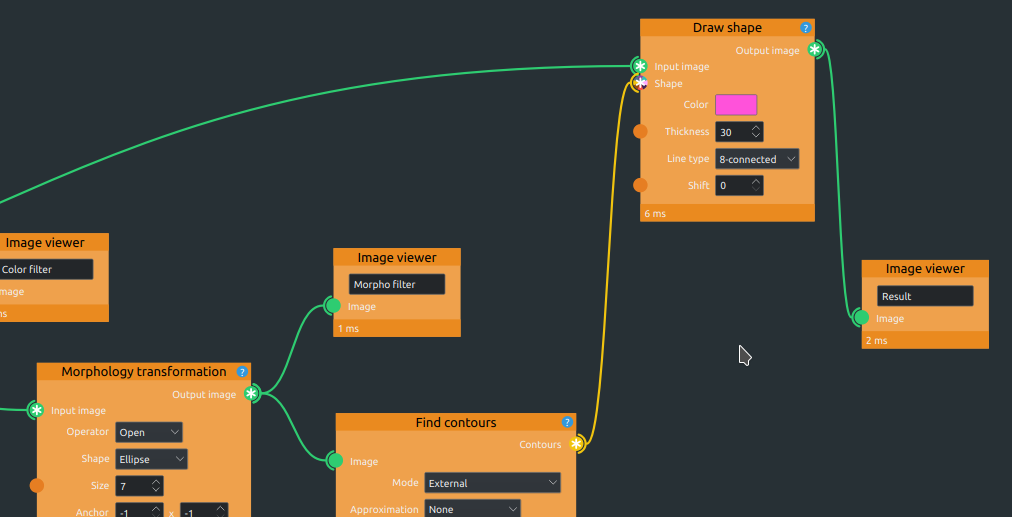 Draw shape ?
Output image
Input image
Shape
Color
Thickness 30
Line type 8-connected
Shift 0
6 ms
Image viewer
Color filter
mage
ms
Image viewer
Morpho filter
Image
1 ms
Image viewer
Result
Image
2 ms
Morphology transformation ?
Output image
Input image
Operator Open
Shape Ellipse
Size 7
Anchor -1 x -1
Find contours ?
Contours
Image
Mode External
Approximation None